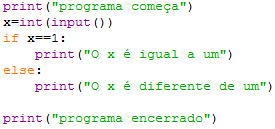 print("programa começa")
x=int(input())
if x==1:
    print("O x é igual a um")
else:
    print("O x é diferente de um")

print("programa encerrado")